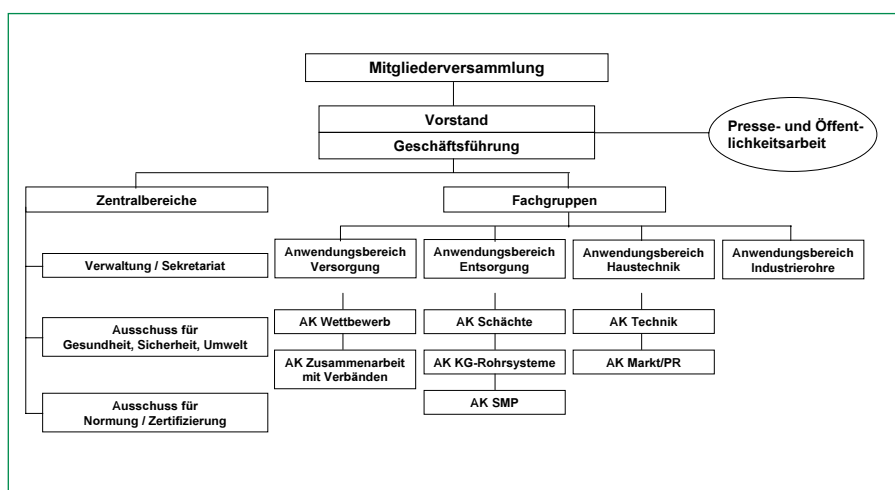 Mitgliederversammlung
Vorstand
Geschäftsführung
Presse- und Öffent-
lichkeitsarbeit
Zentralbereiche
Fachgruppen
Verwaltung / Sekretariat
Ausschuss für
Gesundheit, Sicherheit, Umwelt
Ausschuss für
Normung / Zertifizierung
Anwendungsbereich
Versorgung
AK Wettbewerb
AK Zusammenarbeit
mit Verbänden
Anwendungsbereich
Entsorgung
AK Schächte
AK KG-Rohrsysteme
AK SMP
Anwendungsbereich
Haustechnik
AK Technik
AK Markt/PR
Anwendungsbereich
Industrierohre